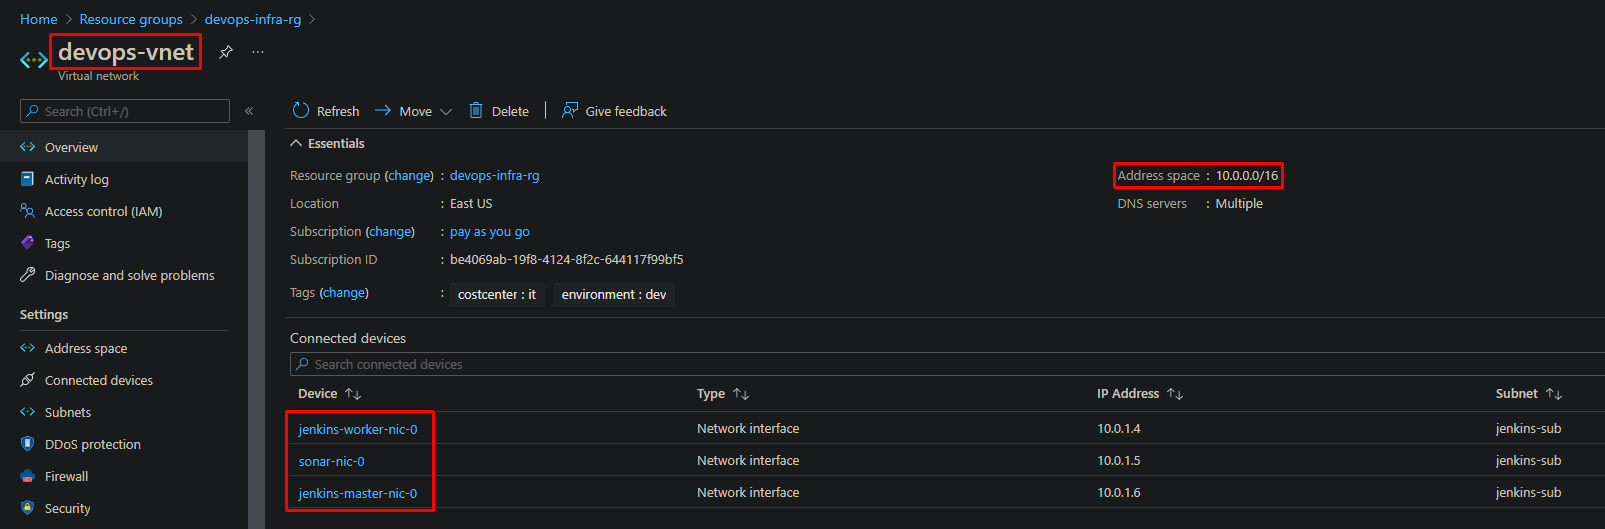 Home > Resource groups > devops-infra-rg >
devops-vnet ...
Virtual network
Search (Ctrl+/) «
Overview
Activity log
Access control (IAM)
Tags
Diagnose and solve problems
Settings
Address space
Connected devices
Subnets
DDoS protection
Firewall
Security
Refresh Move Delete | Give feedback
Essentials
Resource group (change) : devops-infra-rg
Location : East US
Subscription (change) : pay as you go
Subscription ID : be4069ab-19f8-4124-8f2c-644117f99bf5
Tags (change) : costcenter : it environment : dev
Address space : 10.0.0.0/16
DNS servers : Multiple
Connected devices
Search connected devices
Device ↑↓ Type ↑↓ IP Address ↑↓ Subnet ↑↓
jenkins-worker-nic-0 Network interface 10.0.1.4 jenkins-sub
sonar-nic-0 Network interface 10.0.1.5 jenkins-sub
jenkins-master-nic-0 Network interface 10.0.1.6 jenkins-sub